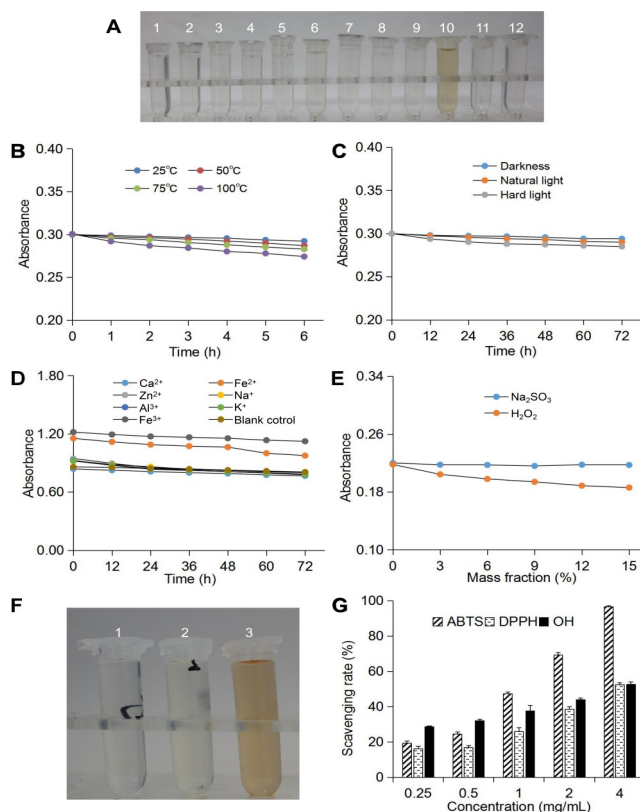 A
1 2 3 4 5 6 7 8 9 10 11 12
B
25°C 50°C
75°C 100°C
Absorbance
0.40
0.35
0.30
0.25
0.20
0 1 2 3 4 5 6
Time (h)
C
Darkness
Natural light
Hard light
Absorbance
0.40
0.35
0.30
0.25
0.20
0 12 24 36 48 60 72
Time (h)
D
Ca²⁺ Fe²⁺
Zn²⁺ Na⁺
Al³⁺ K⁺
Fe³⁺ Blank cotrol
Absorbance
1.80
1.20
0.60
0.00
0 12 24 36 48 60 72
Time (h)
E
Na₂SO₃
H₂O₂
Absorbance
0.34
0.26
0.18
0.10
0 3 6 9 12 15
Mass fraction (%)
F
1 2 3
G
ABTS DPPH OH
Scavenging rate (%)
100
80
60
40
20
0
0.25 0.5 1 2 4
Concentration (mg/mL)